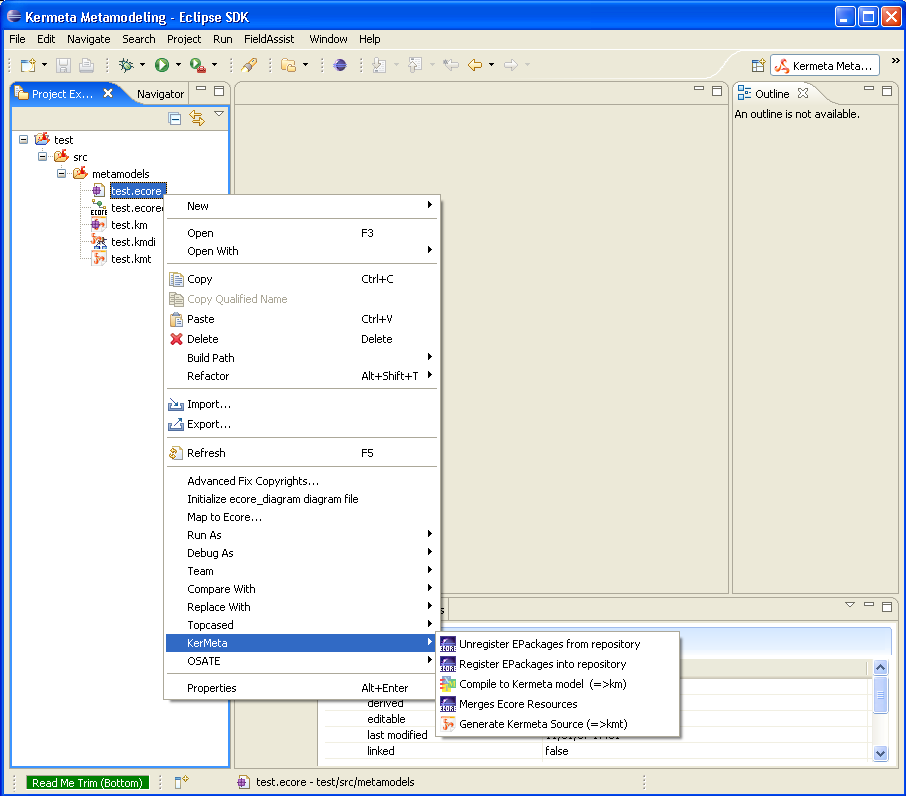 Kermeta Metamodeling - Eclipse SDK
File Edit Navigate Search Project Run FieldAssist Window Help
Kermeta Meta...
Project Ex... Navigator
Outline
An outline is not available.
test
src
metamodels
test.ecore
test.ecore
test.km
test.kmdi
test.kmt
New
Open F3
Open With
Copy Ctrl+C
Copy Qualified Name
Paste Ctrl+V
Delete Delete
Build Path
Refactor Alt+Shift+T
Import...
Export...
Refresh F5
Advanced Fix Copyrights...
Initialize ecore_diagram diagram file
Map to Ecore...
Run As
Debug As
Team
Compare With
Replace With
Topcased
KerMeta
OSATE
Properties Alt+Enter
Unregister EPackages from repository
Register EPackages into repository
Compile to Kermeta model (=>km)
Merges Ecore Resources
Generate Kermeta Source (=>kmt)
derived
editable
last modified
linked false
Read Me Trim (Bottom)
test.ecore - test/src/metamodels